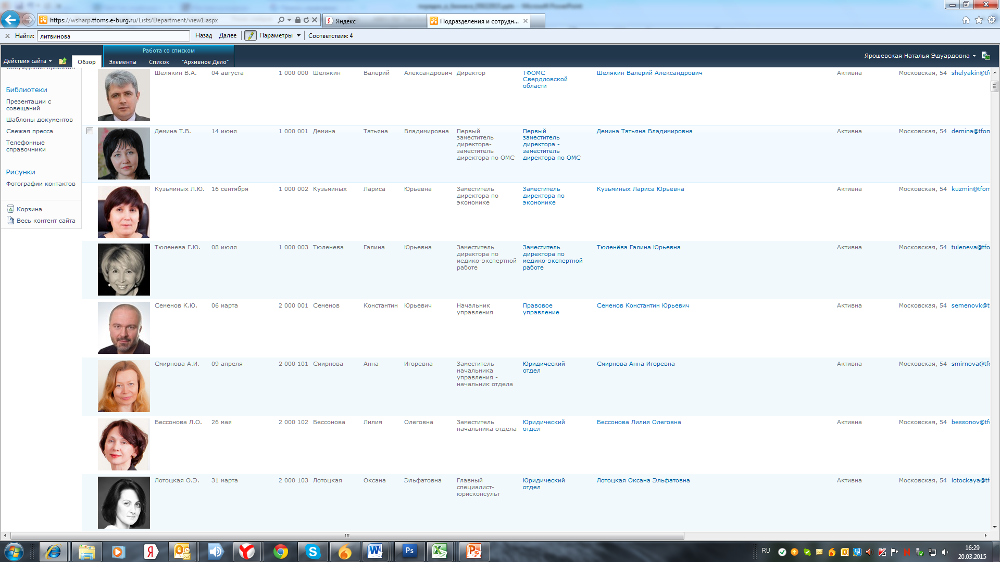 https://wsharp.tfoms.e-burg.ru/Lists/Department/view1.aspx
Яндекс
Подразделения и сотрудн...
Найти: литвинова Назад Далее Параметры Соответствия: 4
Работа со списком
Действия сайта Обзор Элементы Список "Архивное Дело" Ярошевская Наталья Эдуардовна
Обсуждение проектов
Библиотеки
Презентации с
совещаний
Шаблоны документов
Свежая пресса
Телефонные
справочники
Рисунки
Фотографии контактов
Корзина
Весь контент сайта
Шелякин В.А. 04 августа 1 000 000 Шелякин Валерий Александрович Директор ТФОМС Шелякин Валерий Александрович Активна Московская, 54 shelyakin@tf
Свердловской
области
Демина Т.В. 14 июня 1 000 001 Демина Татьяна Владимировна Первый Первый Демина Татьяна Владимировна Активна Московская, 54 demina@tfom
заместитель заместитель
директора- директора -
заместитель заместитель
директора по ОМС директора по ОМС
Кузьминых Л.Ю. 16 сентября 1 000 002 Кузьминых Лариса Юрьевна Заместитель Заместитель Кузьминых Лариса Юрьевна Активна Московская, 54 kuzmin@tfom
директора по директора по
экономике экономике
Тюленева Г.Ю. 08 июля 1 000 003 Тюленева Галина Юрьевна Заместитель Заместитель Тюленёва Галина Юрьевна Активна Московская, 54 tuleneva@tfo
директора по директора по
медико-экспертной медико-экспертной
работе работе
Семенов К.Ю. 06 марта 2 000 001 Семенов Константин Юрьевич Начальник Правовое Семенов Константин Юрьевич Активна Московская, 54 semenovk@t
управления управление
Смирнова А.И. 09 апреля 2 000 101 Смирнова Анна Игоревна Заместитель Юридический Смирнова Анна Игоревна Активна Московская, 54 smirnova@tf
начальника отдел
управления -
начальник отдела
Бессонова Л.О. 26 мая 2 000 102 Бессонова Лилия Олеговна Заместитель Юридический Бессонова Лилия Олеговна Активна Московская, 54 bessonov@tf
начальника отдела отдел
Лотоцкая О.Э. 31 марта 2 000 103 Лотоцкая Оксана Эльфатовна Главный Юридический Лотоцкая Оксана Эльфатовна Активна Московская, 54 lotockaya@tf
специалист- отдел
юрисконсульт
RU
16:29
20.03.2015